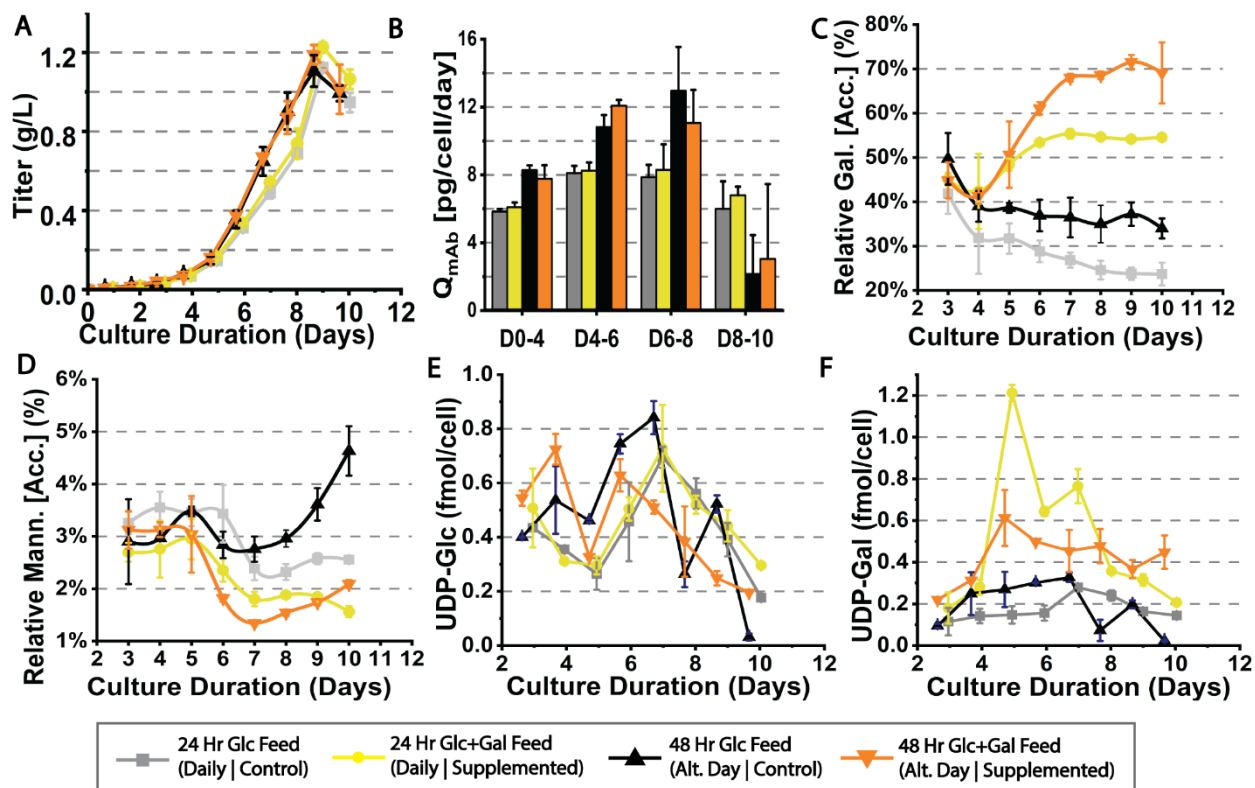 A
Titer (g/L)
1.2
0.8
0.4
0.0
0 2 4 6 8 10 12
Culture Duration (Days)
B
QmAb [pg/cell/day]
16
12
8
4
0
D0-4 D4-6 D6-8 D8-10
C
Relative Gal. [Acc.] (%)
80%
70%
60%
50%
40%
30%
20%
2 3 4 5 6 7 8 9 10 12
Culture Duration (Days)
D
Relative Mann. [Acc.] (%)
6%
5%
4%
3%
2%
1%
2 3 4 5 6 7 8 9 10 12
Culture Duration (Days)
E
UDP-Glc (fmol/cell)
1.0
0.8
0.6
0.4
0.2
0.0
2 4 6 8 10 12
Culture Duration (Days)
F
UDP-Gal (fmol/cell)
1.2
1.0
0.8
0.6
0.4
0.2
0.0
2 4 6 8 10 12
Culture Duration (Days)
24 Hr Glc Feed
(Daily | Control)
24 Hr Glc+Gal Feed
(Daily | Supplemented)
48 Hr Glc Feed
(Alt. Day | Control)
48 Hr Glc+Gal Feed
(Alt. Day | Supplemented)